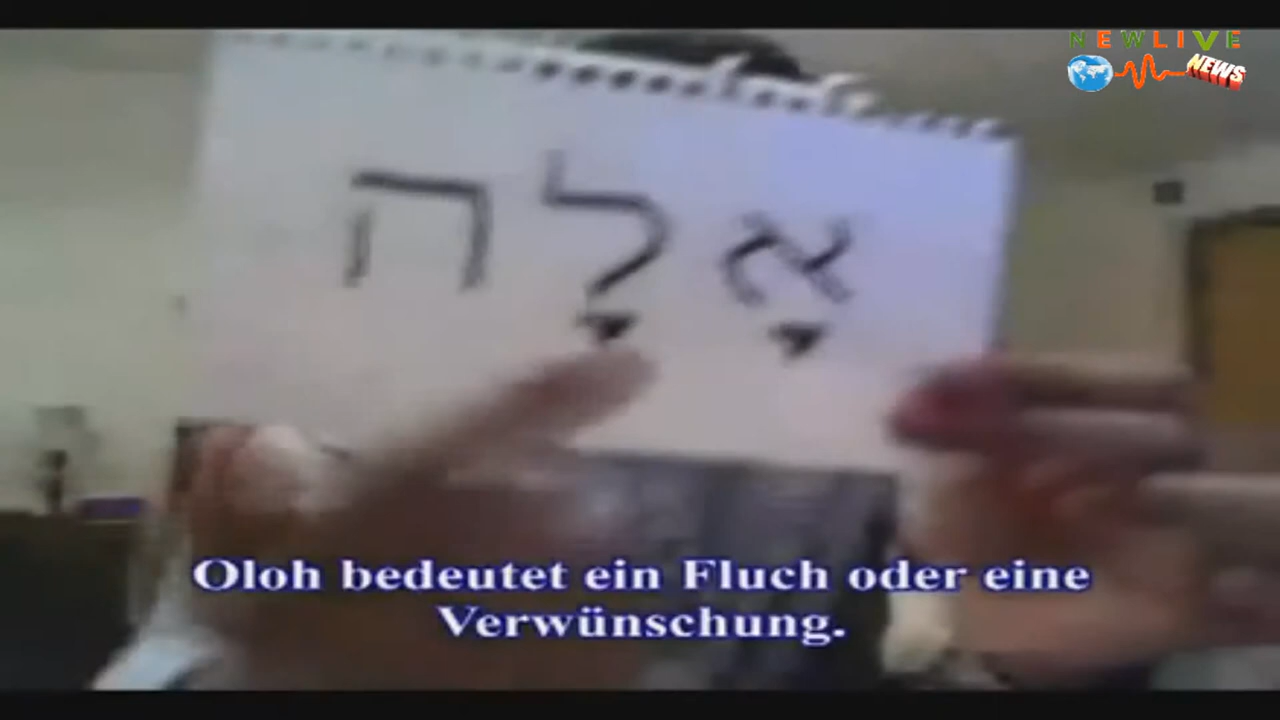 NEWLIVE
NEWS
אָלָה
Oloh bedeutet ein Fluch oder eine
Verwünschung.